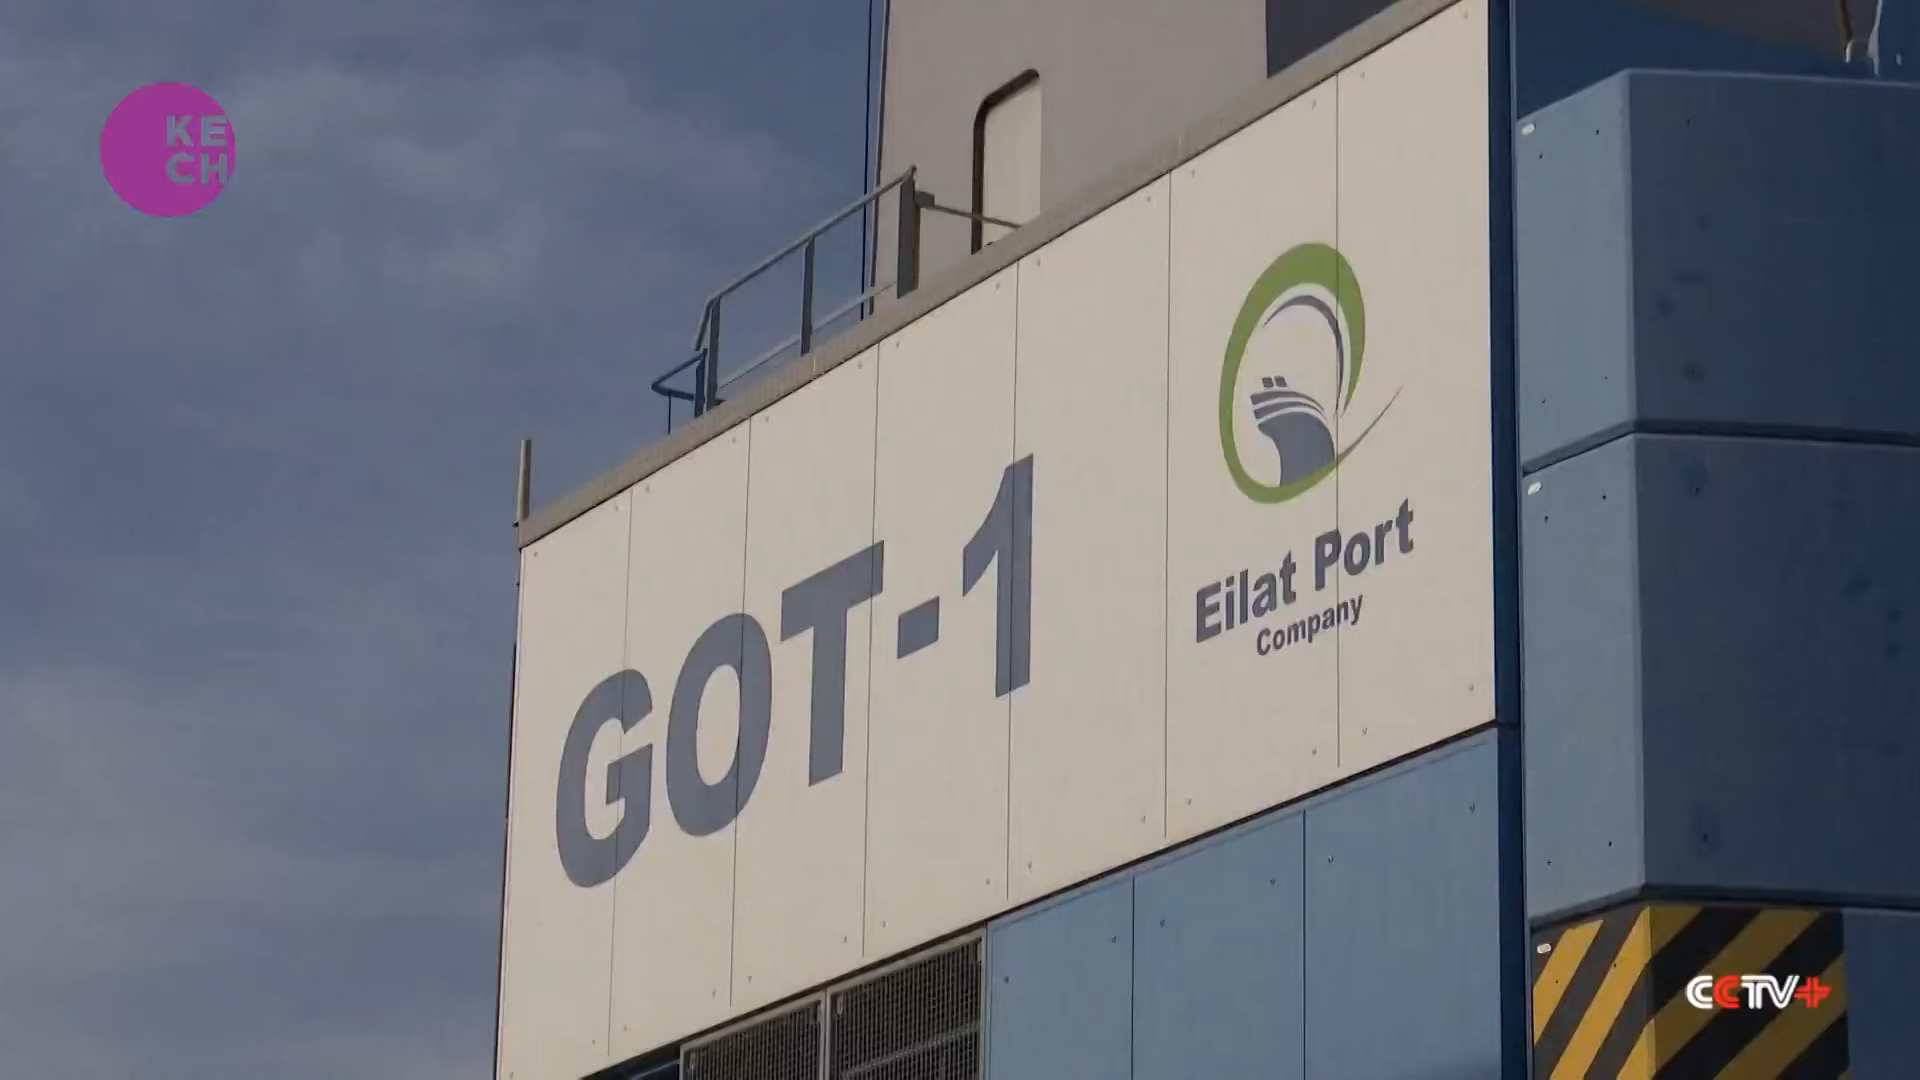 KE
CH
GOT-1
Eilat Port
Company
CCTV+